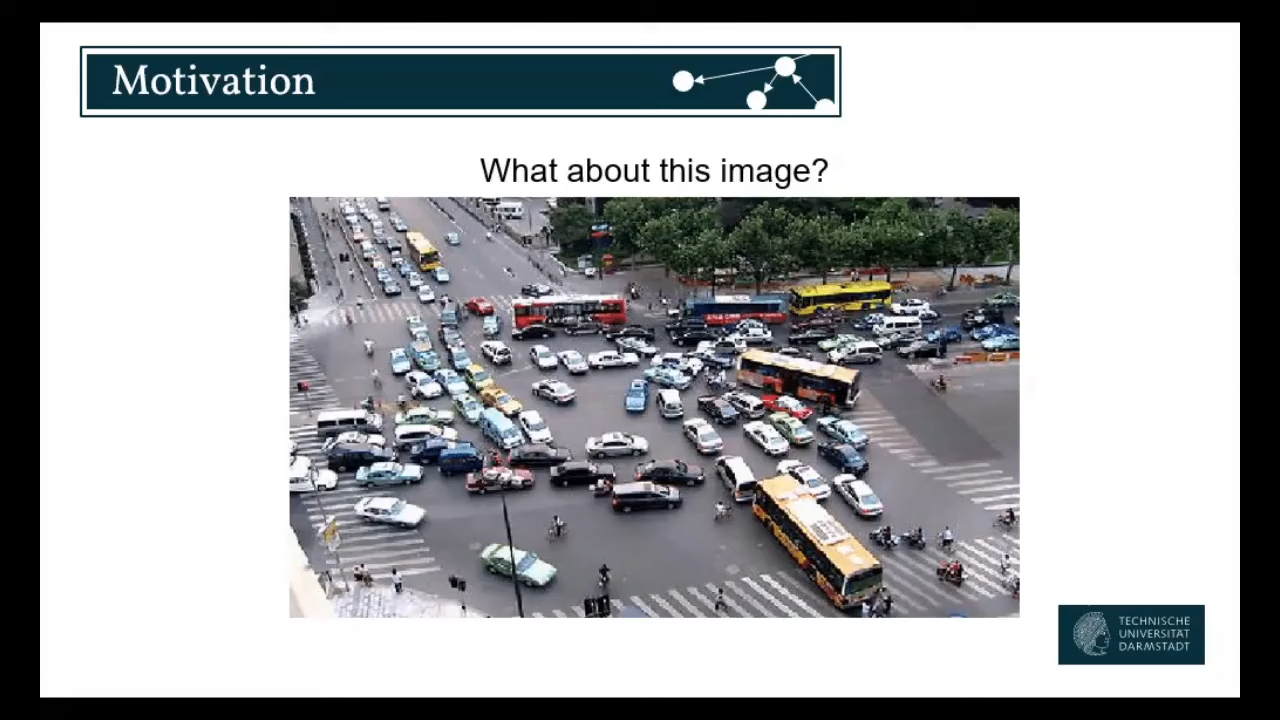 Motivation
What about this image?
TECHNISCHE
UNIVERSITÄT
DARMSTADT